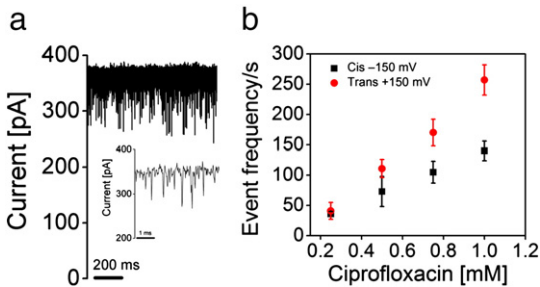 a
Current [pA]
400
300
200
100
0
200 ms
Current [pA]
400
300
200
1 ms
b
Event frequency/s
300
250
200
150
100
50
0
Cis –150 mV
Trans +150 mV
0.2 0.4 0.6 0.8 1.0 1.2
Ciprofloxacin [mM]